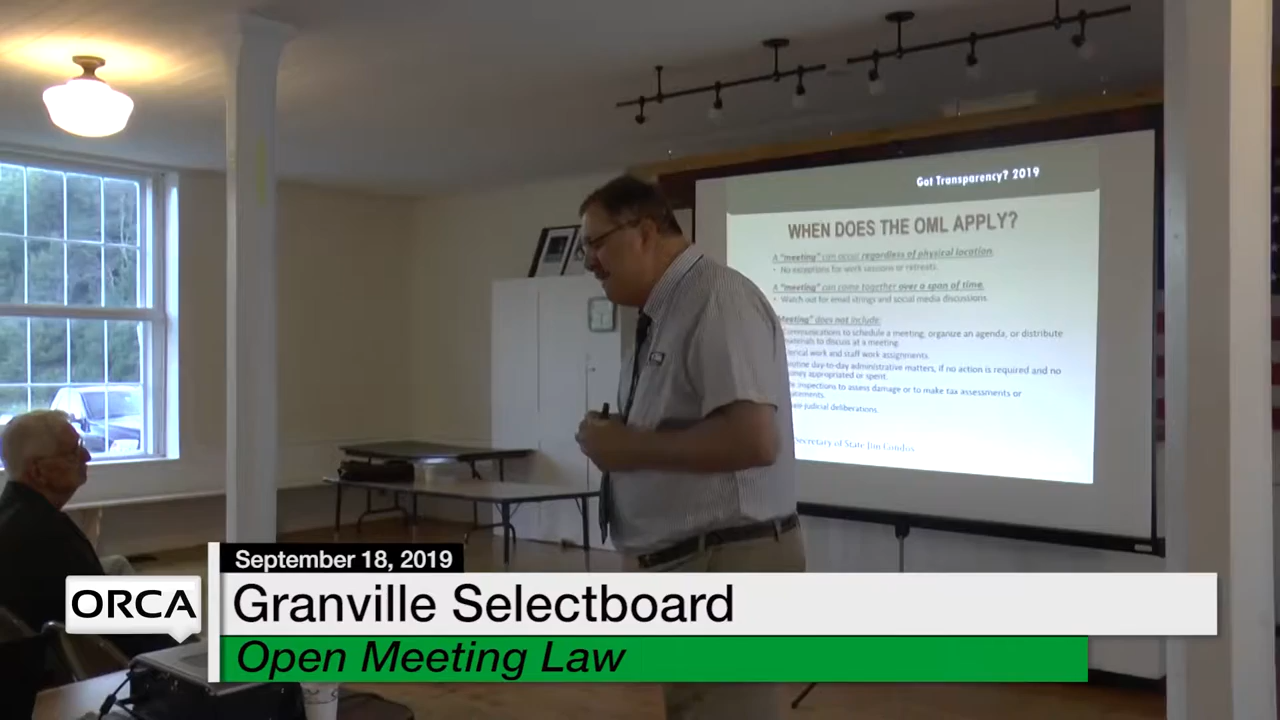 Got Transparency? 2019
WHEN DOES THE OML APPLY?
A "meeting" can occur regardless of physical location.
• No exceptions for work sessions or retreats.
A "meeting" can come together over a span of time.
• Watch out for email strings and social media discussions.
Meeting" does not include:
Communications to schedule a meeting, organize an agenda, or distribute
materials to discuss at a meeting.
Clerical work and staff work assignments.
Routine day-to-day administrative matters, if no action is required and no
money appropriated or spent.
inspections to assess damage or to make tax assessments or
judicial deliberations.
Secretary of State Jim Condos
September 18, 2019
ORCA
Granville Selectboard
Open Meeting Law